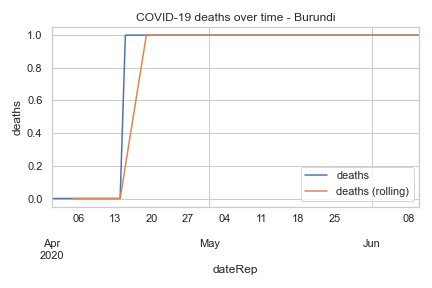 COVID-19 deaths over time - Burundi
deaths
1.0
0.8
0.6
0.4
0.2
0.0
deaths
deaths (rolling)
06 13 20 27 04 11 18 25 08
Apr May Jun
2020
dateRep